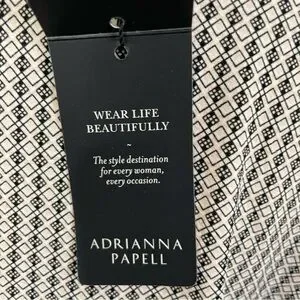 WEAR LIFE
BEAUTIFULLY
~
The style destination
for every woman,
every occasion.
ADRIANNA
PAPELL